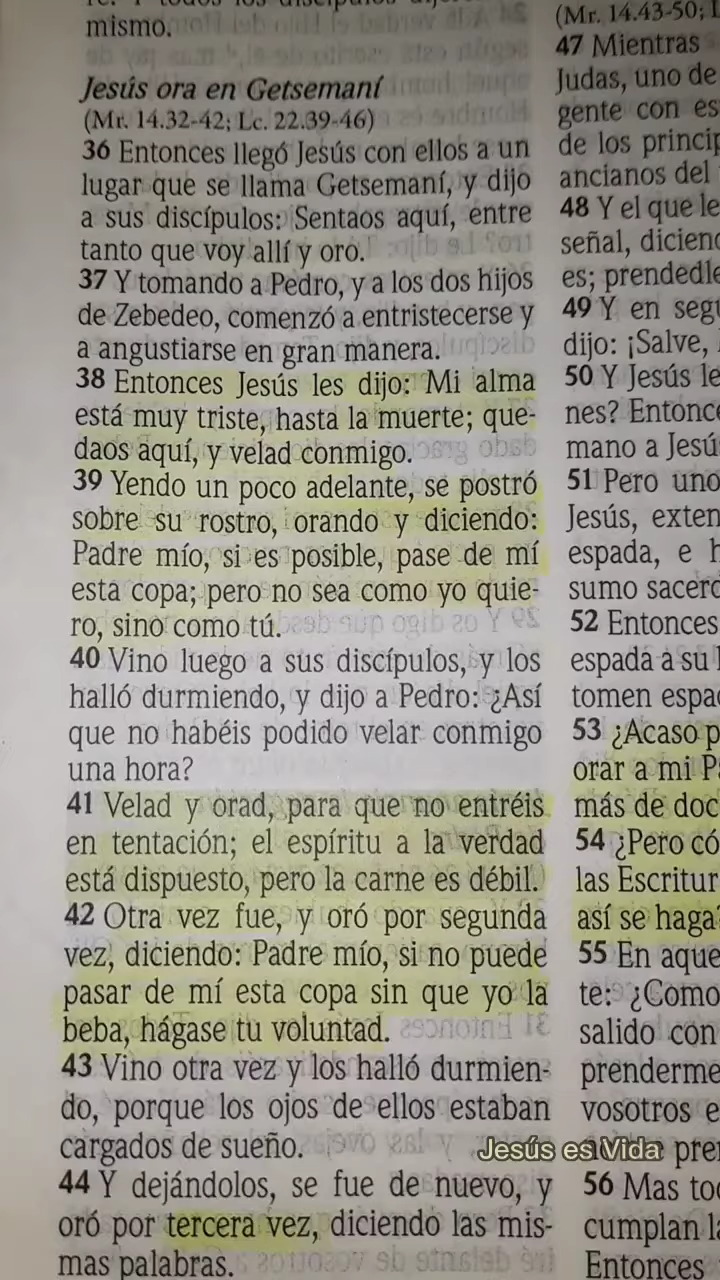 mismo.
Jesús ora en Getsemaní
(Mr. 14.32-42; Lc. 22.39-46)
36 Entonces llegó Jesús con ellos a un
lugar que se llama Getsemaní, y dijo
a sus discípulos: Sentaos aquí, entre
tanto que voy allí y oro.
37 Y tomando a Pedro, y a los dos hijos
de Zebedeo, comenzó a entristecerse y
a angustiarse en gran manera.
38 Entonces Jesús les dijo: Mi alma
está muy triste, hasta la muerte; que-
daos aquí, y velad conmigo.
39 Yendo un poco adelante, se postró
sobre su rostro, orando y diciendo:
Padre mío, si es posible, pase de mí
esta copa; pero no sea como yo quie-
ro, sino como tú.
40 Vino luego a sus discípulos, y los
halló durmiendo, y dijo a Pedro: ¿Así
que no habéis podido velar conmigo
una hora?
41 Velad y orad, para que no entréis
en tentación; el espíritu a la verdad
está dispuesto, pero la carne es débil.
42 Otra vez fue, y oró por segunda
vez, diciendo: Padre mío, si no puede
pasar de mí esta copa sin que yo la
beba, hágase tu voluntad.
43 Vino otra vez y los halló durmien-
do, porque los ojos de ellos estaban
cargados de sueño.
44 Y dejándolos, se fue de nuevo, y
oró por tercera vez, diciendo las mis-
mas palabras.
(Mr. 14.43-50;
47 Mientras
Judas, uno de
gente con es
de los princip
ancianos del
48 Y el que le
señal, dicienc
es; prendedle
49 Y en segu
dijo: ¡Salve,
50 Y Jesús le
nes? Entonce
mano a Jesú
51 Pero uno
Jesús, exten
espada, e h
sumo sacerc
52 Entonces
espada a su
tomen espa
53 ¿Acaso p
orar a mi Pa
más de doc
54 ¿Pero có
las Escritur
así se haga?
55 En aque
te: ¿Como
salido con
prenderme
vosotros e
pre
56 Mas to
cumplan la
Entonces
Jesús es Vida